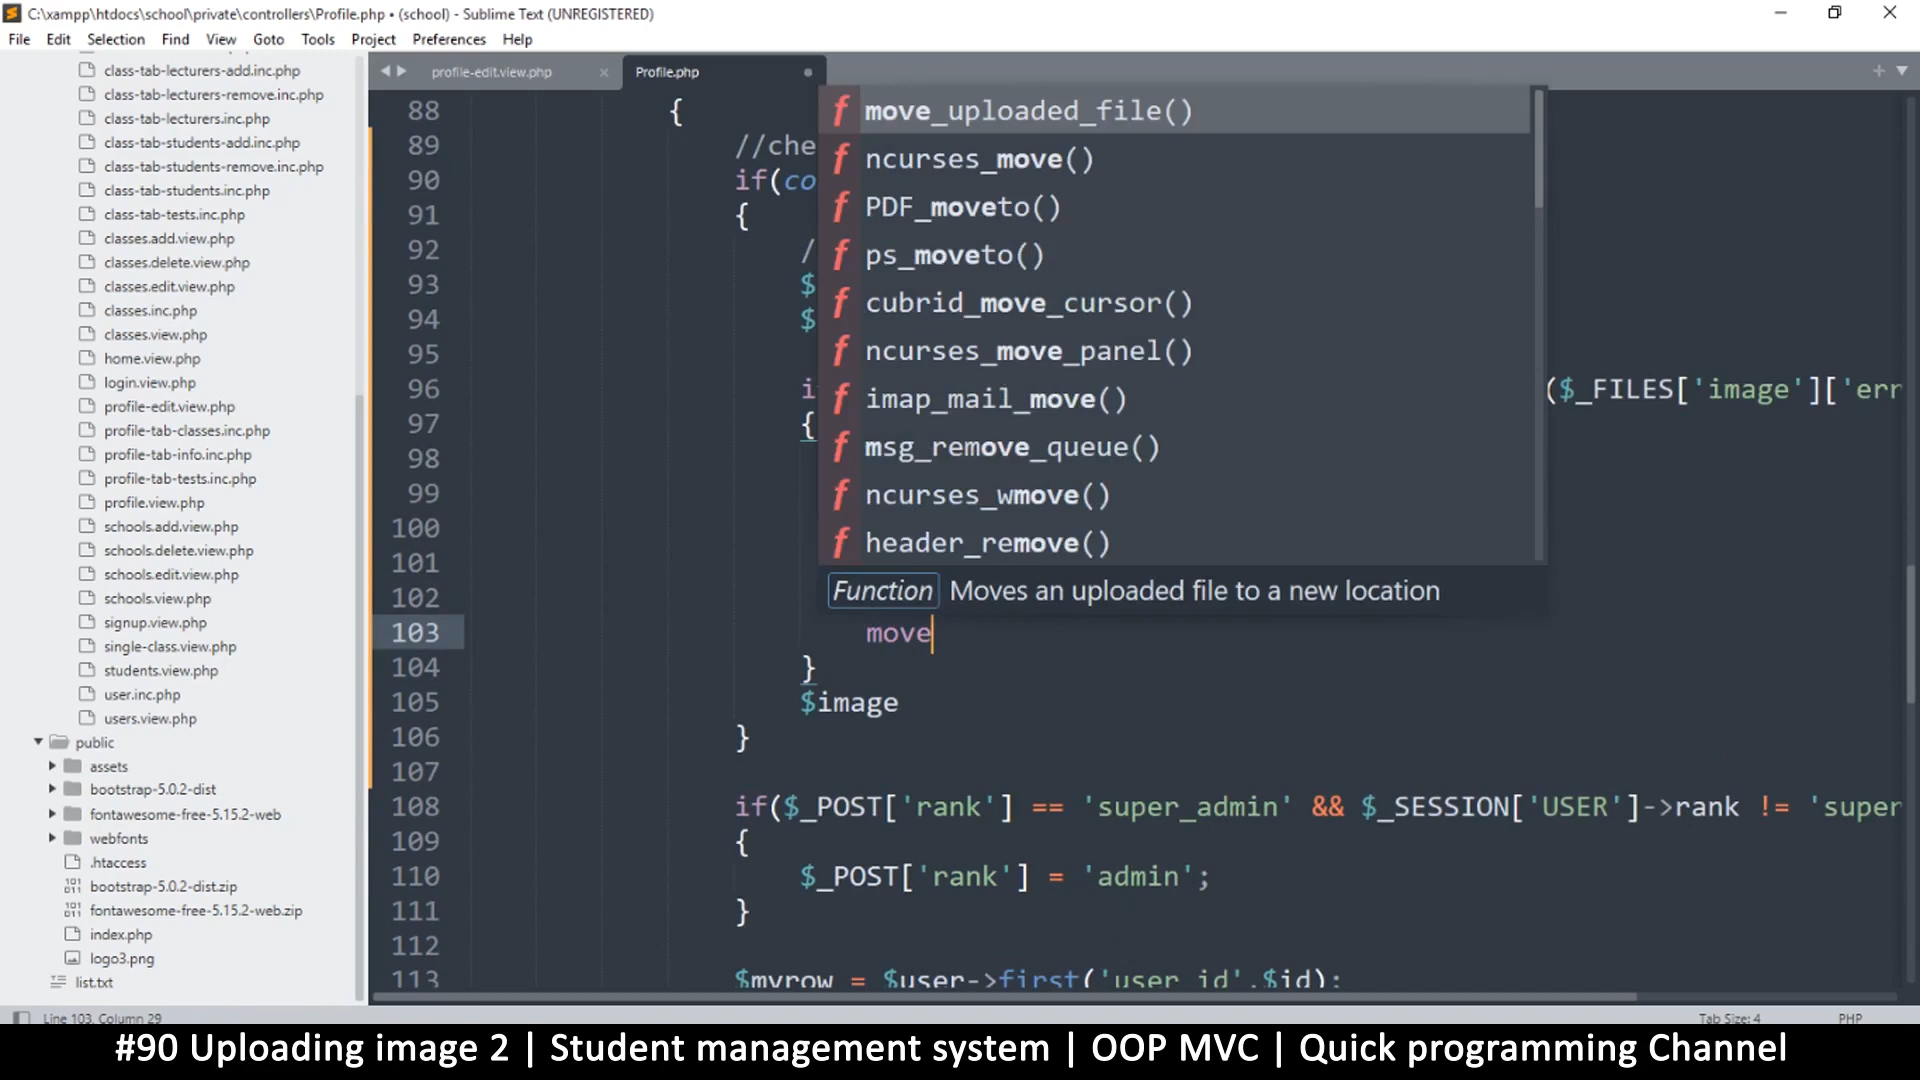 C:\xampp\htdocs\school\private\controllers\Profile.php • (school) - Sublime Text (UNREGISTERED)
File Edit Selection Find View Goto Tools Project Preferences Help
class-tab-lecturers-add.inc.php
class-tab-lecturers-remove.inc.php
class-tab-lecturers.inc.php
class-tab-students-add.inc.php
class-tab-students-remove.inc.php
class-tab-students.inc.php
class-tab-tests.inc.php
classes.add.view.php
classes.delete.view.php
classes.edit.view.php
classes.inc.php
classes.view.php
home.view.php
login.view.php
profile-edit.view.php
profile-tab-classes.inc.php
profile-tab-info.inc.php
profile-tab-tests.inc.php
profile.view.php
schools.add.view.php
schools.delete.view.php
schools.edit.view.php
schools.view.php
signup.view.php
single-class.view.php
students.view.php
user.inc.php
users.view.php
public
assets
bootstrap-5.0.2-dist
fontawesome-free-5.15.2-web
webfonts
.htaccess
bootstrap-5.0.2-dist.zip
fontawesome-free-5.15.2-web.zip
index.php
logo3.png
list.txt
profile-edit.view.php × Profile.php
88 {
89 //che
90 if(co
91 {
92 /
93 $
94 $
95
96 i ($_FILES['image']['err
97 {
98
99
100
101
102
103 move
104 }
105 $image
106 }
107
108 if($_POST['rank'] == 'super_admin' && $_SESSION['USER']->rank != 'super
109 {
110 $_POST['rank'] = 'admin';
111 }
112
113 $myrow = $user->first('user_id',$id);
f move_uploaded_file()
f ncurses_move()
f PDF_moveto()
f ps_moveto()
f cubrid_move_cursor()
f ncurses_move_panel()
f imap_mail_move()
f msg_remove_queue()
f ncurses_wmove()
f header_remove()
Function Moves an uploaded file to a new location
Line 103, Column 29 Tab Size: 4 PHP
#90 Uploading image 2 | Student management system | OOP MVC | Quick programming Channel